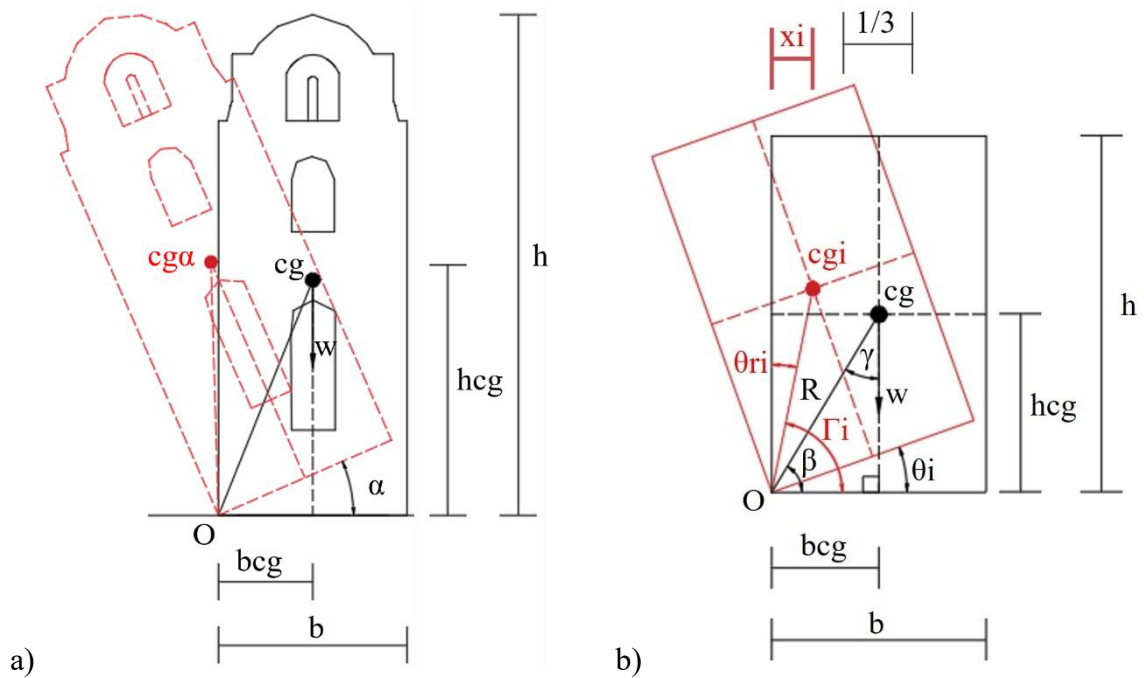 cgα
cg
w
α
O
h
hcg
bcg
b
a)
xi
1/3
cgi
cg
θri
γ
R
w
Γi
β
θi
O
h
hcg
bcg
b
b)